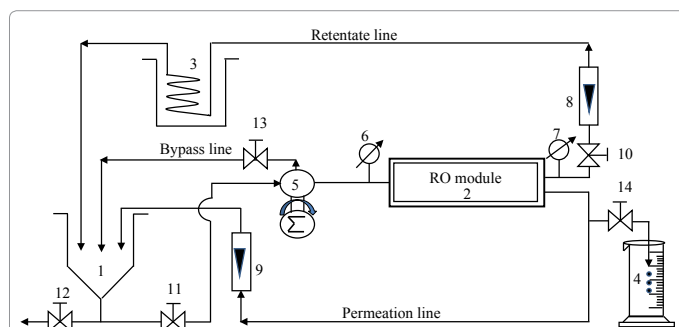 Retentate line
3
8
13
6
7
10
Bypass line
5
RO module
2
14
Σ
1
9
4
12
11
Permeation line